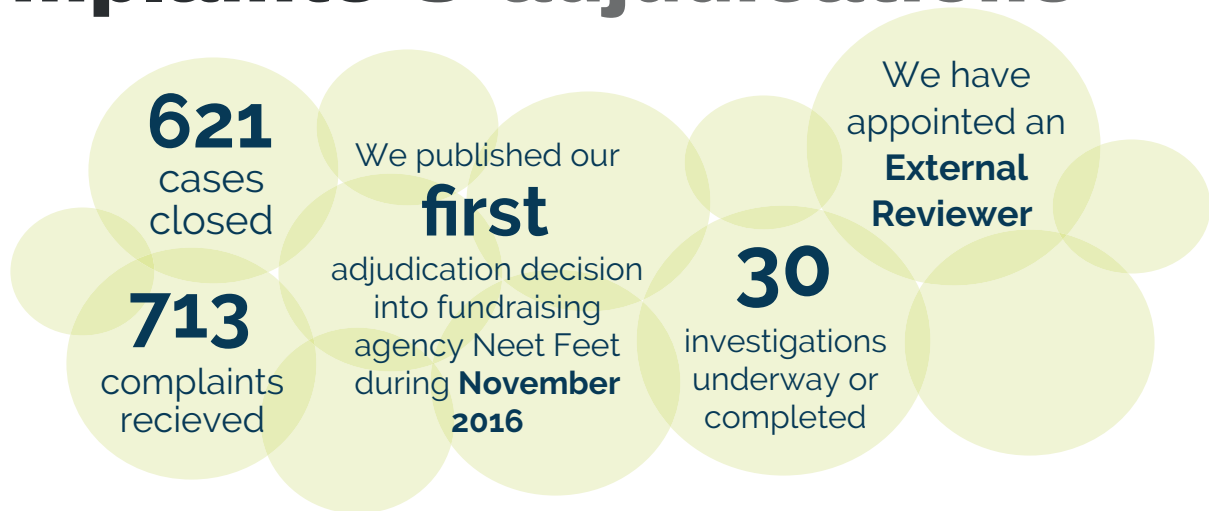 621
cases
closed
713
complaints
recieved
We published our
first
adjudication decision
into fundraising
agency Neet Feet
during November
2016
30
investigations
underway or
completed
We have
appointed an
External
Reviewer